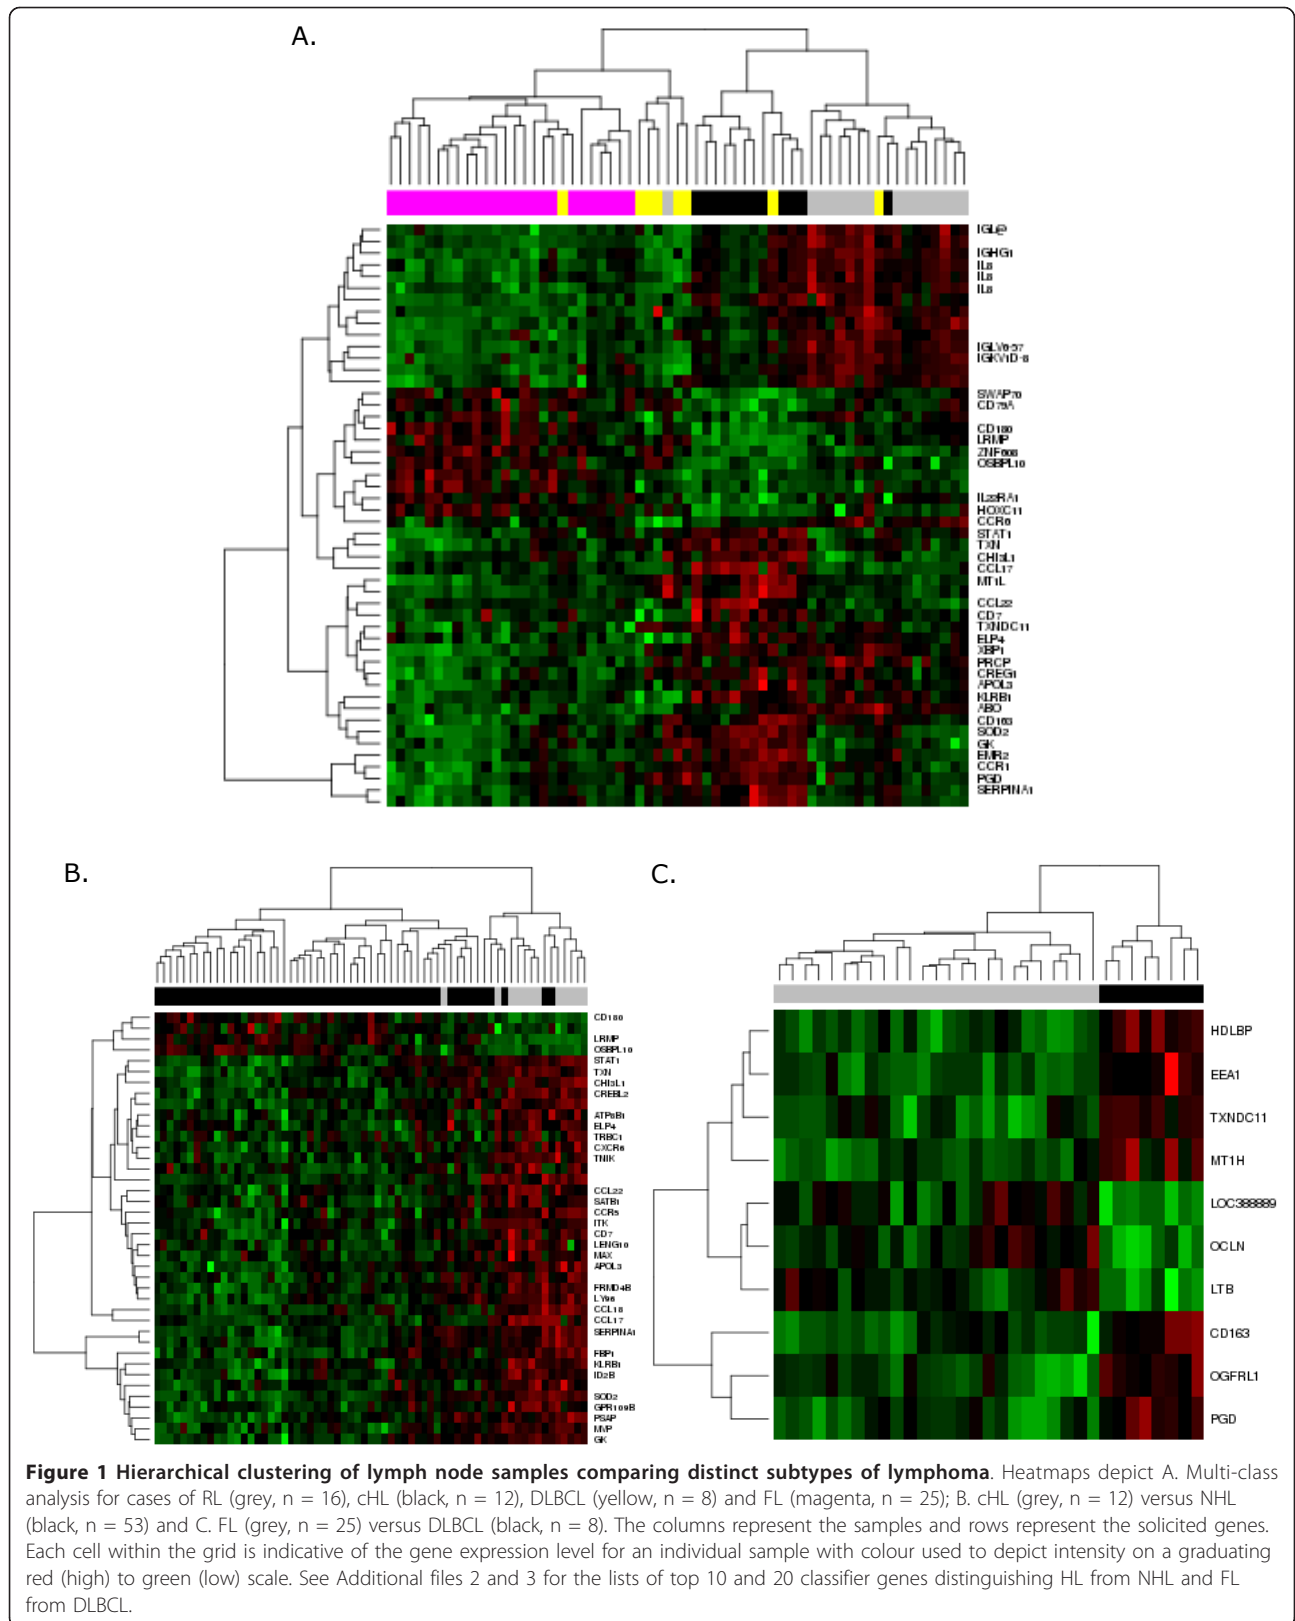 A.
IGL@
IGHG1
IL8
IL8
IL8
IGLV6-57
IGKV1D-8
SWAP70
CD79A
CD180
LRMP
ZNF608
OSBPL10
IL22RA1
HOXC11
CCR6
STAT1
TXN
CHI3L1
CCL17
MT1L
CCL22
CD7
TXNDC11
ELP4
XBP1
PRCP
CREG1
APOL3
KLRB1
ABO
CD163
SOD2
GK
EMR2
CCR1
PGD
SERPINA1
B.
CD180
LRMP
OSBPL10
STAT1
TXN
CHI3L1
CREBL2
ATP8B1
ELP4
TRBC1
CXCR6
TNIK
CCL22
SATB1
CCR5
ITK
CD7
LENG10
MAX
APOL3
FRMD4B
LY96
CCL18
CCL17
SERPINA1
FBP1
KLRB1
ID2B
SOD2
GPR109B
PSAP
MVP
GK
C.
HDLBP
EEA1
TXNDC11
MT1H
LOC388889
OCLN
LTB
CD163
OGFRL1
PGD
Figure 1 Hierarchical clustering of lymph node samples comparing distinct subtypes of lymphoma. Heatmaps depict A. Multi-class
analysis for cases of RL (grey, n = 16), cHL (black, n = 12), DLBCL (yellow, n = 8) and FL (magenta, n = 25); B. cHL (grey, n = 12) versus NHL
(black, n = 53) and C. FL (grey, n = 25) versus DLBCL (black, n = 8). The columns represent the samples and rows represent the solicited genes.
Each cell within the grid is indicative of the gene expression level for an individual sample with colour used to depict intensity on a graduating
red (high) to green (low) scale. See Additional files 2 and 3 for the lists of top 10 and 20 classifier genes distinguishing HL from NHL and FL
from DLBCL.